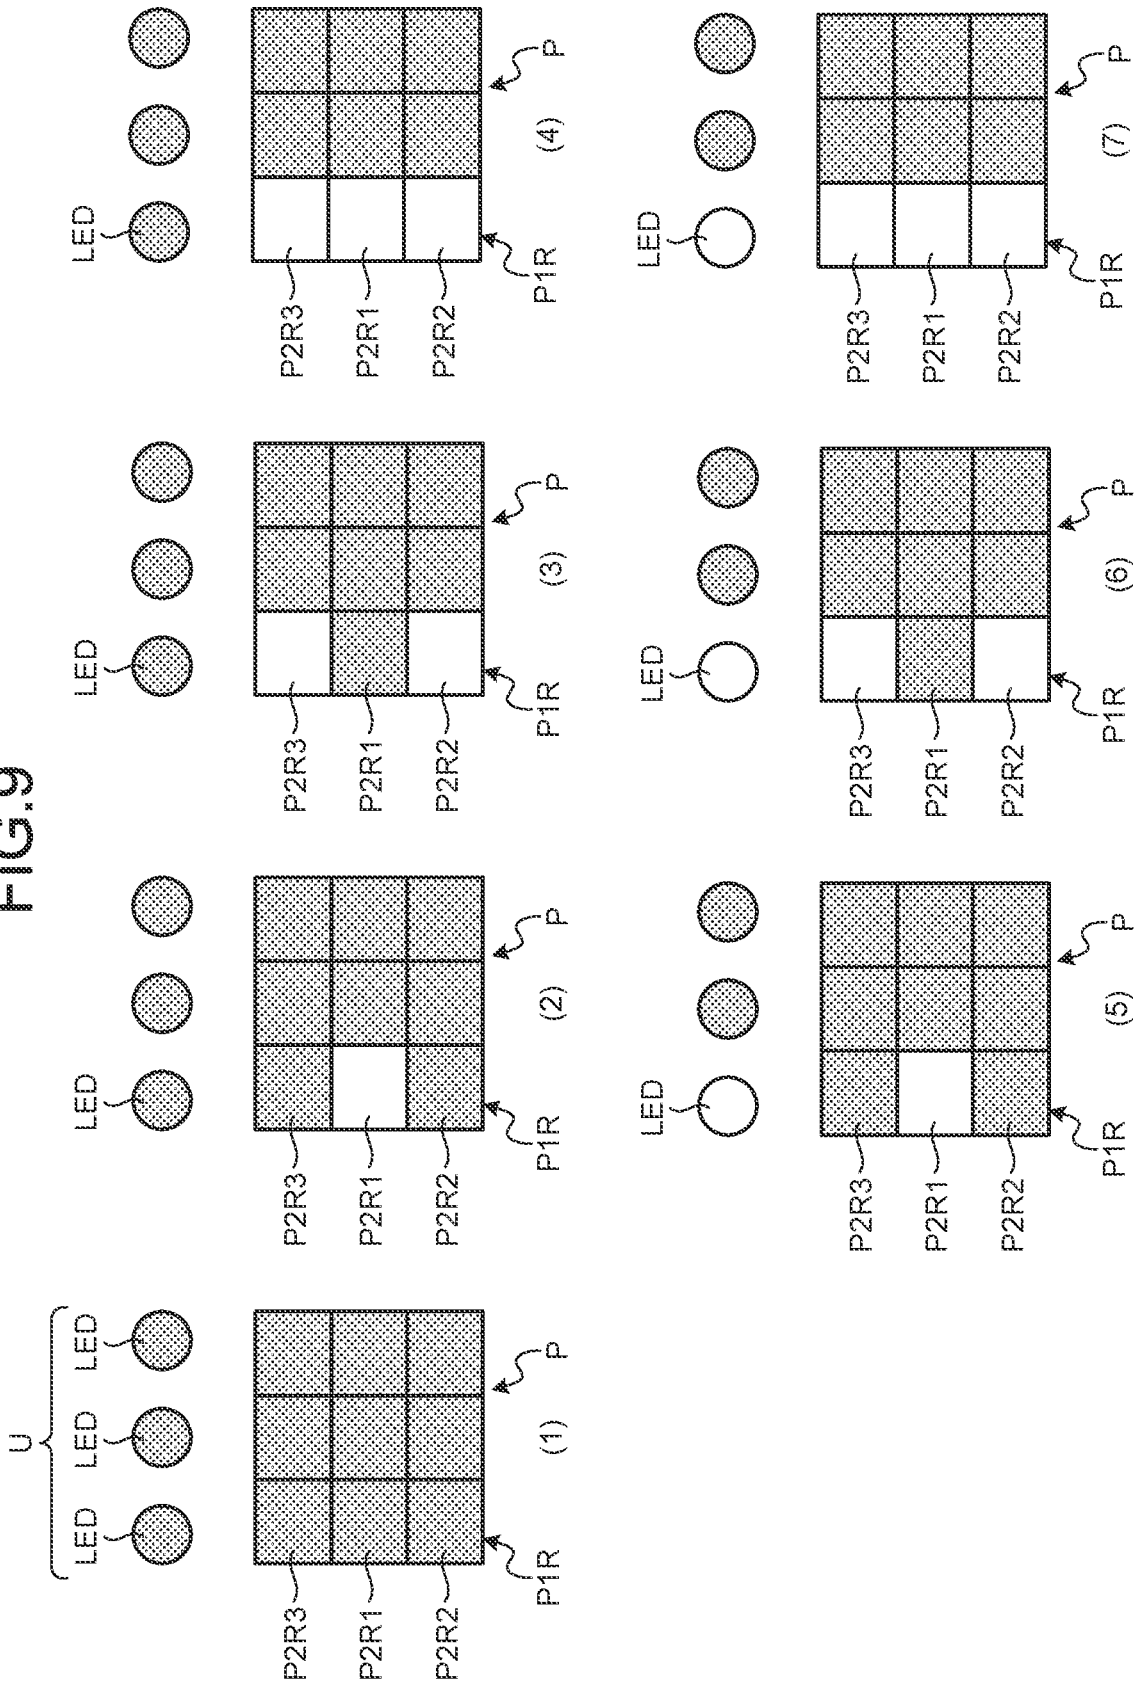 FIG.9
U
LED
LED
LED
P2R3
P2R1
P2R2
P1R
P
(1)
LED
P2R3
P2R1
P2R2
P1R
P
(2)
LED
P2R3
P2R1
P2R2
P1R
P
(3)
LED
P2R3
P2R1
P2R2
P1R
P
(4)
LED
P2R3
P2R1
P2R2
P1R
P
(5)
LED
P2R3
P2R1
P2R2
P1R
P
(6)
LED
P2R3
P2R1
P2R2
P1R
P
(7)